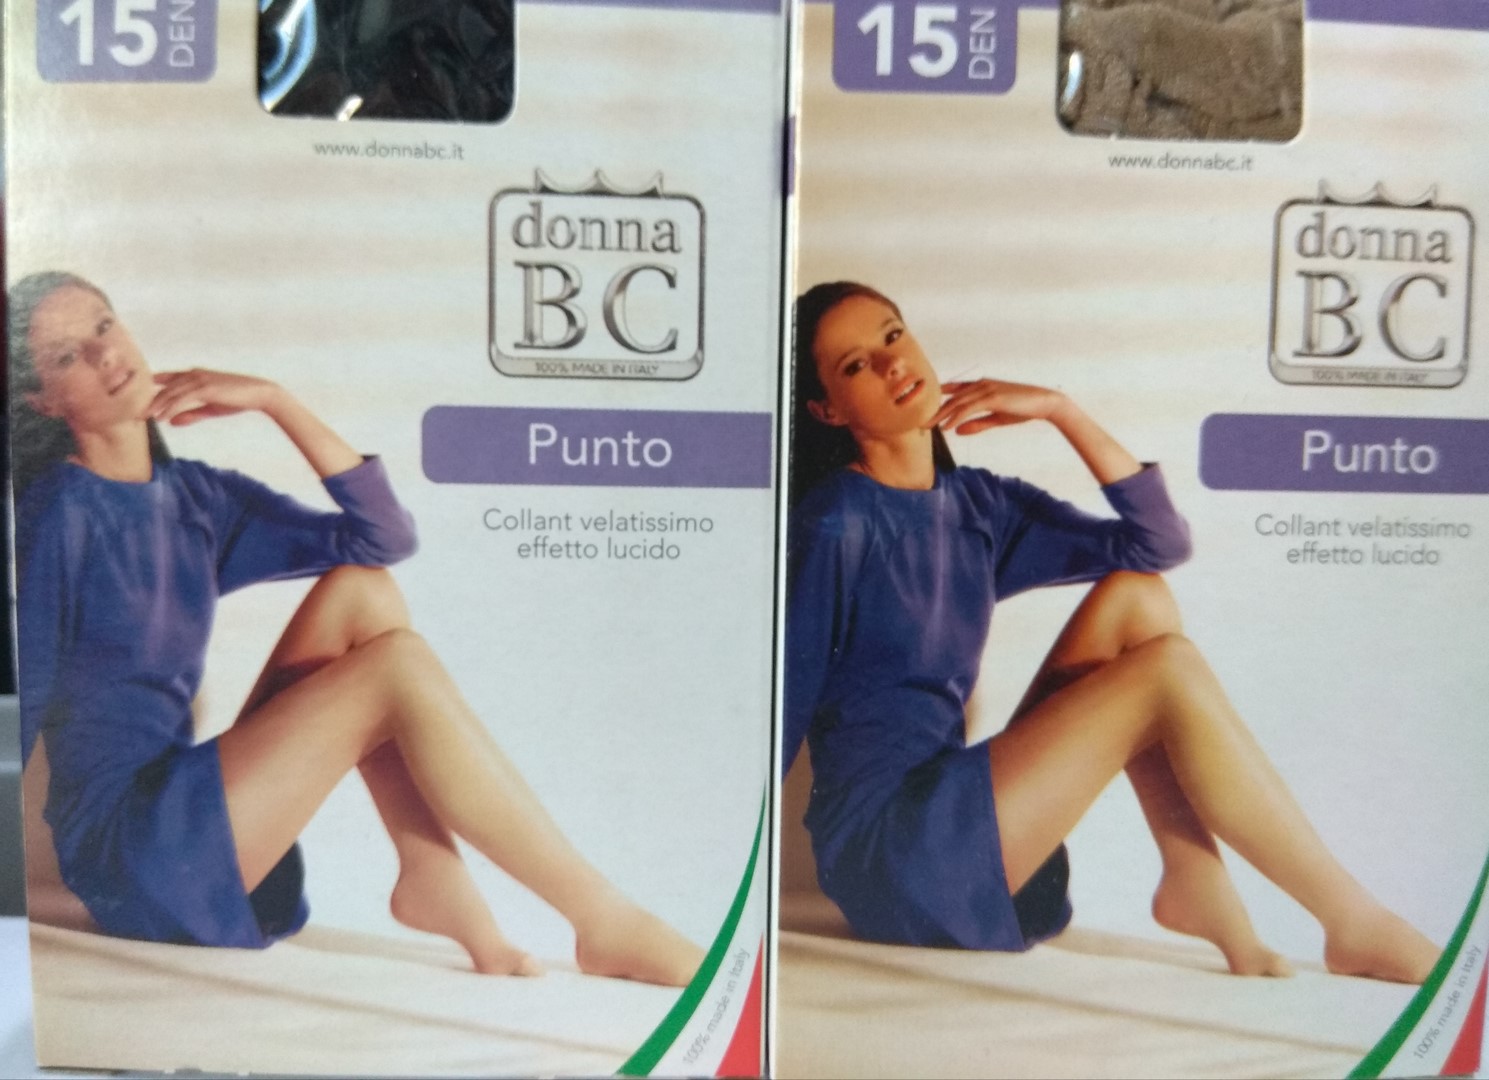 15 DEN
www.donnabc.it
donna
BC
100% MADE IN ITALY
Punto
Collant velatissimo
effetto lucido
100% made in Italy
15 DEN
www.donnabc.it
donna
BC
100% MADE IN ITALY
Punto
Collant velatissimo
effetto lucido
100% made in Italy